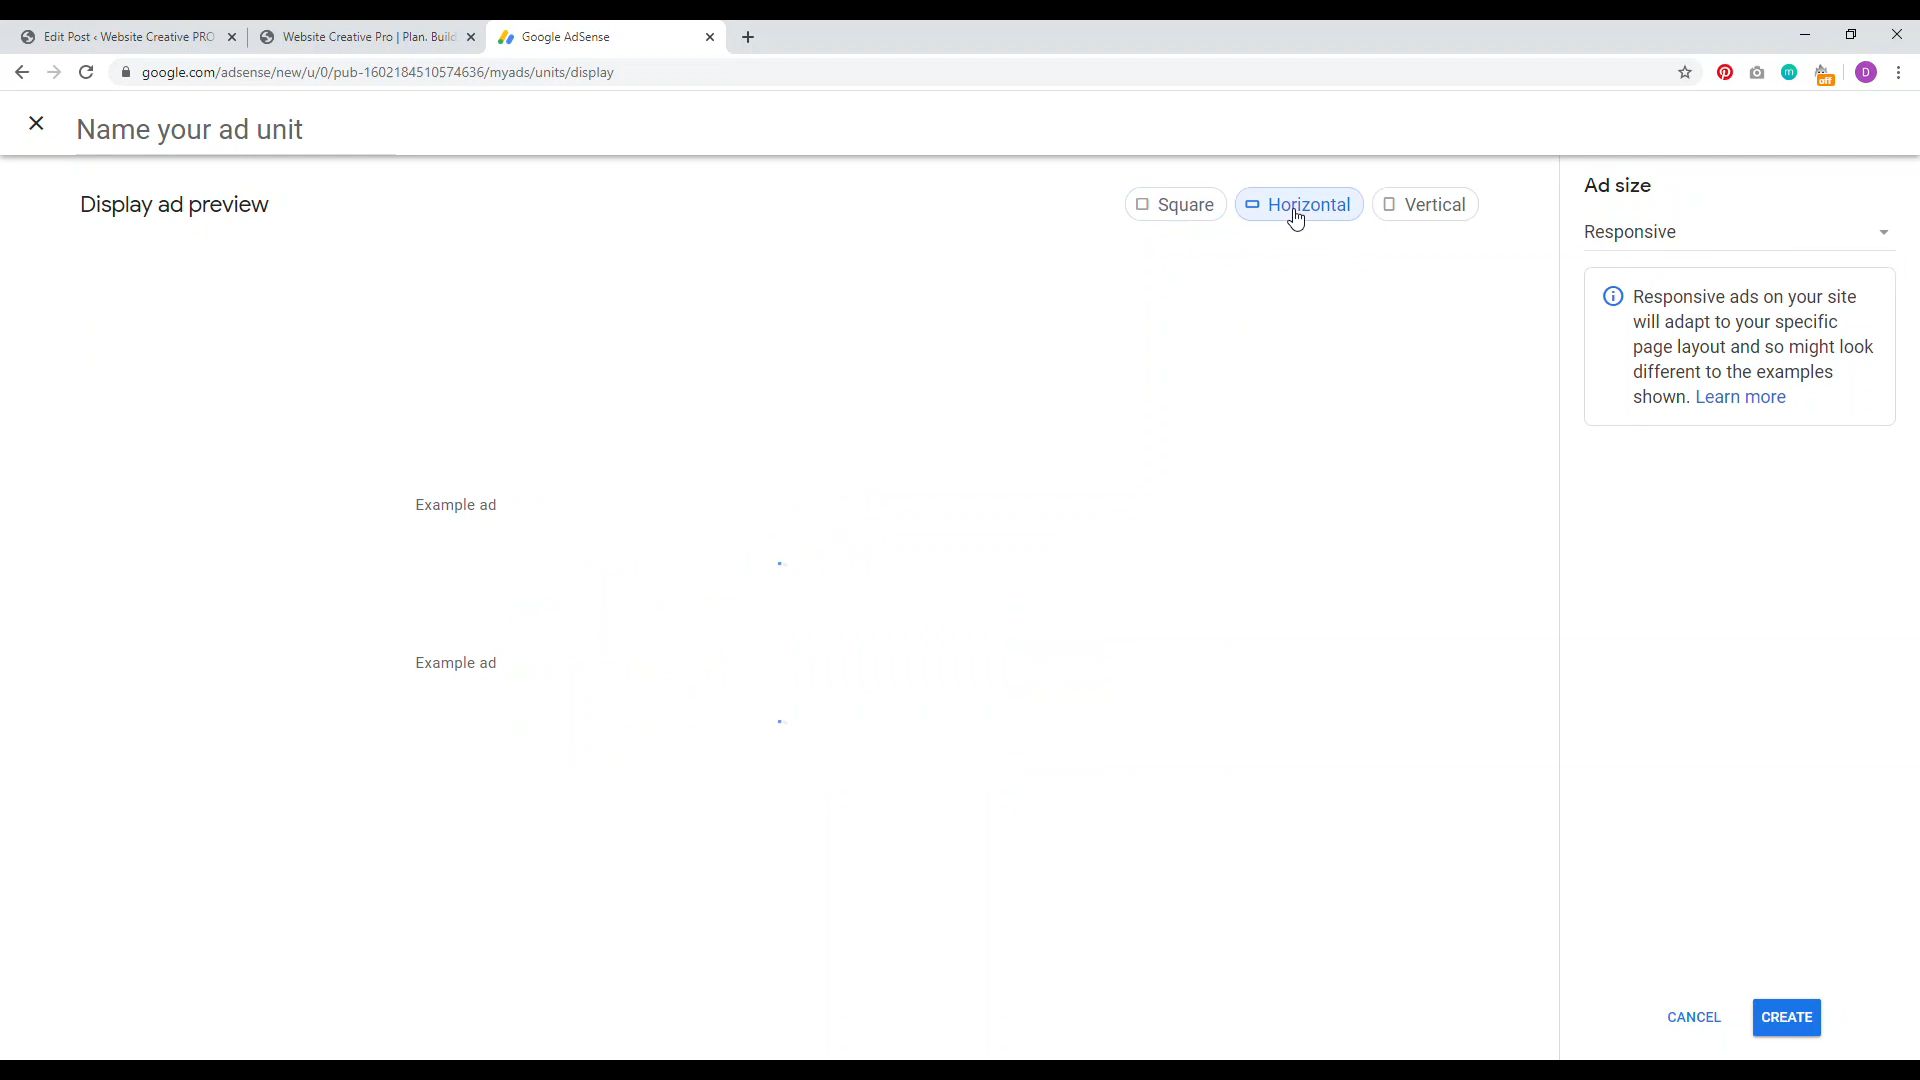 Edit Post ‹ Website Creative PRO
Website Creative Pro | Plan. Build
Google AdSense
google.com/adsense/new/u/0/pub-1602184510574636/myads/units/display
off
D
m
Name your ad unit
Display ad preview
Square
Horizontal
Vertical
Ad size
Responsive
Responsive ads on your site
will adapt to your specific
page layout and so might look
different to the examples
shown. Learn more
Example ad
Example ad
CANCEL
CREATE